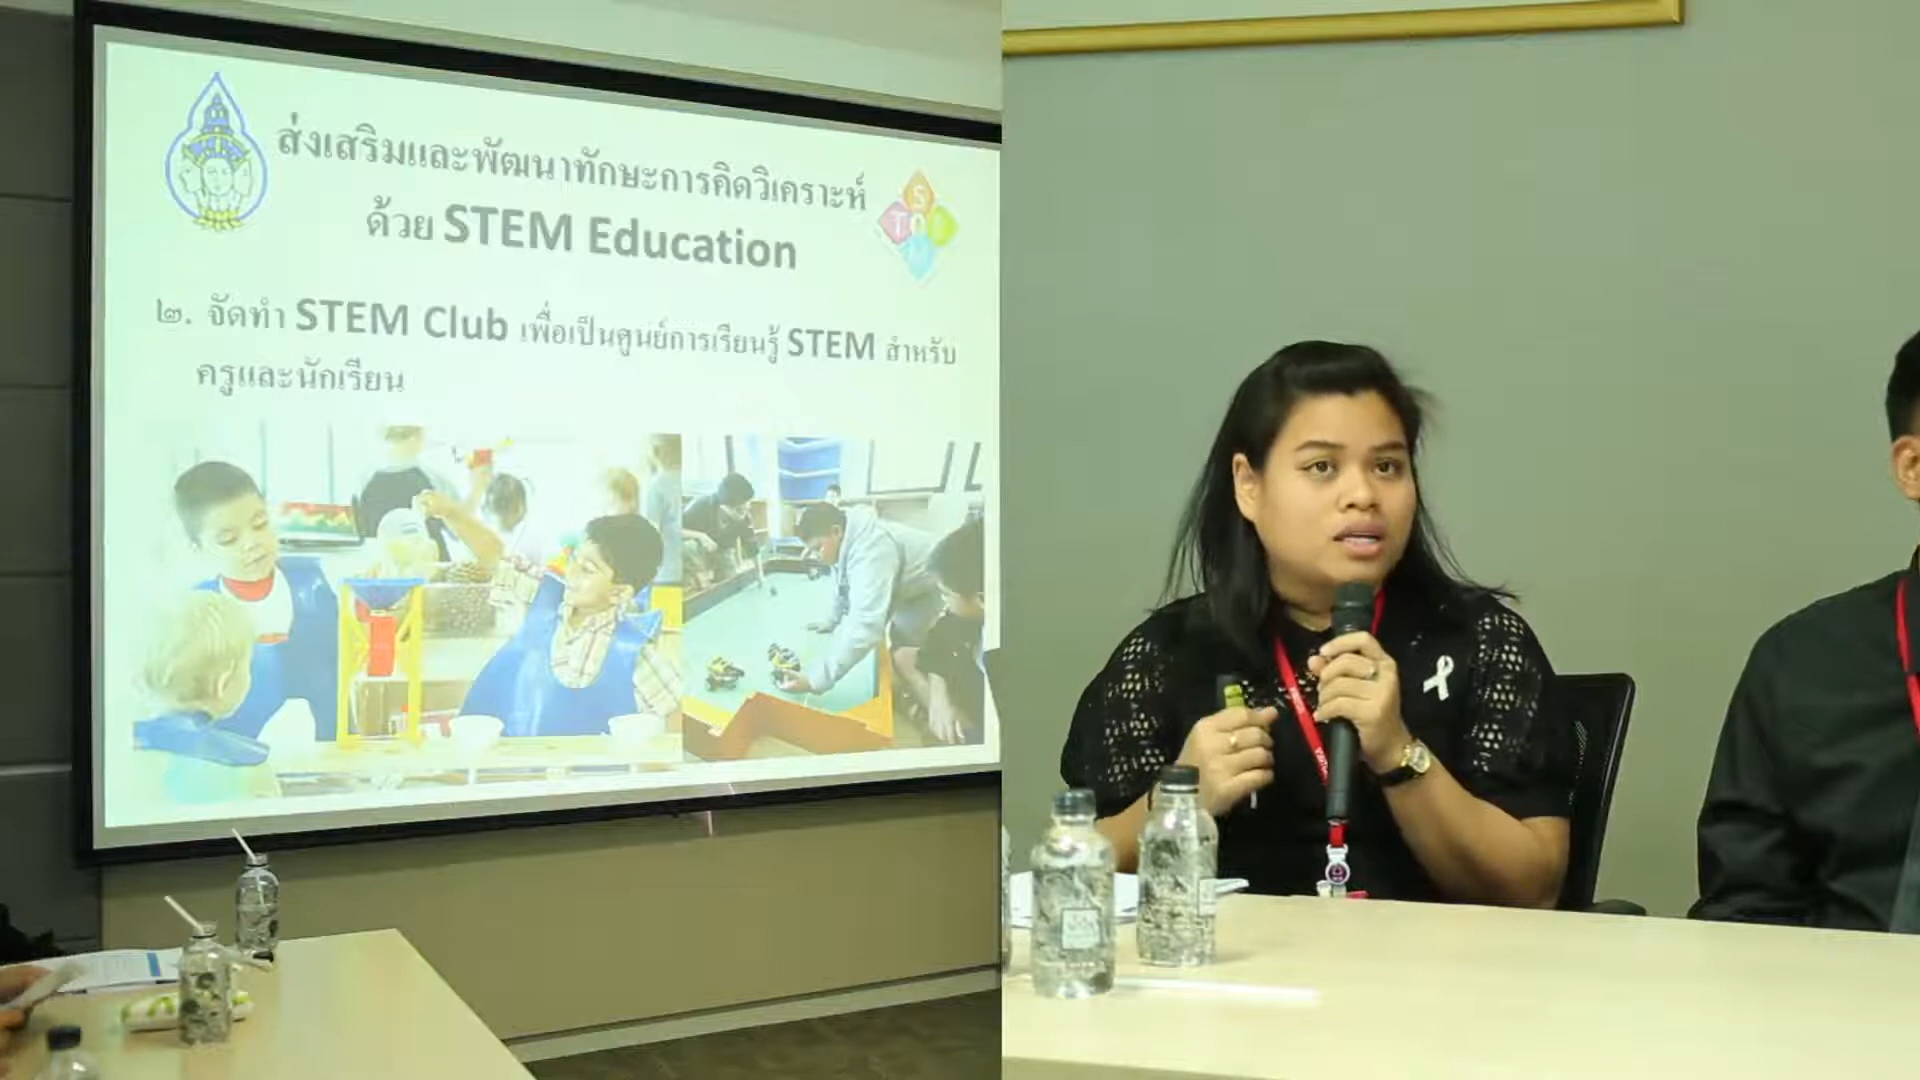 ส่งเสริมและพัฒนาทักษะการคิดวิเคราะห์
ด้วย STEM Education
๒. จัดทำ STEM Club เพื่อเป็นศูนย์การเรียนรู้ STEM สำหรับ
ครูและนักเรียน